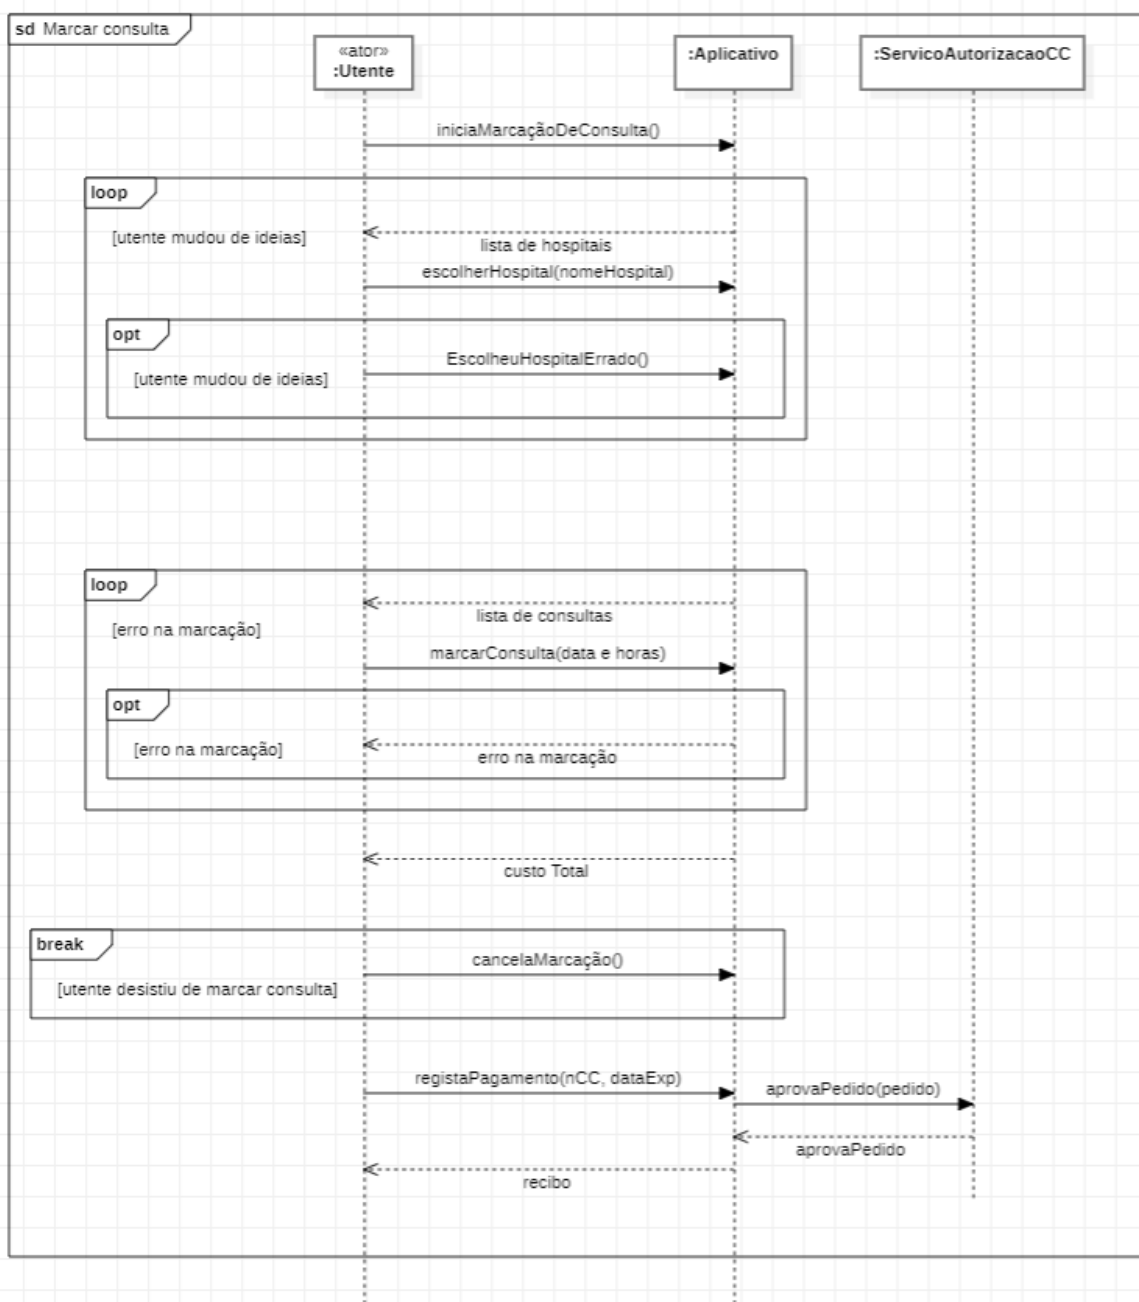 sd Marcar consulta
«ator»
:Utente
:Aplicativo
:ServicoAutorizacaoCC
iniciaMarcaçãoDeConsulta()
loop
[utente mudou de ideias]
lista de hospitais
escolherHospital(nomeHospital)
opt
EscolheuHospitalErrado()
[utente mudou de ideias]
loop
lista de consultas
[erro na marcação]
marcarConsulta(data e horas)
opt
[erro na marcação]
erro na marcação
custo Total
break
cancelaMarcação()
[utente desistiu de marcar consulta]
registaPagamento(nCC, dataExp)
aprovaPedido(pedido)
aprovaPedido
recibo